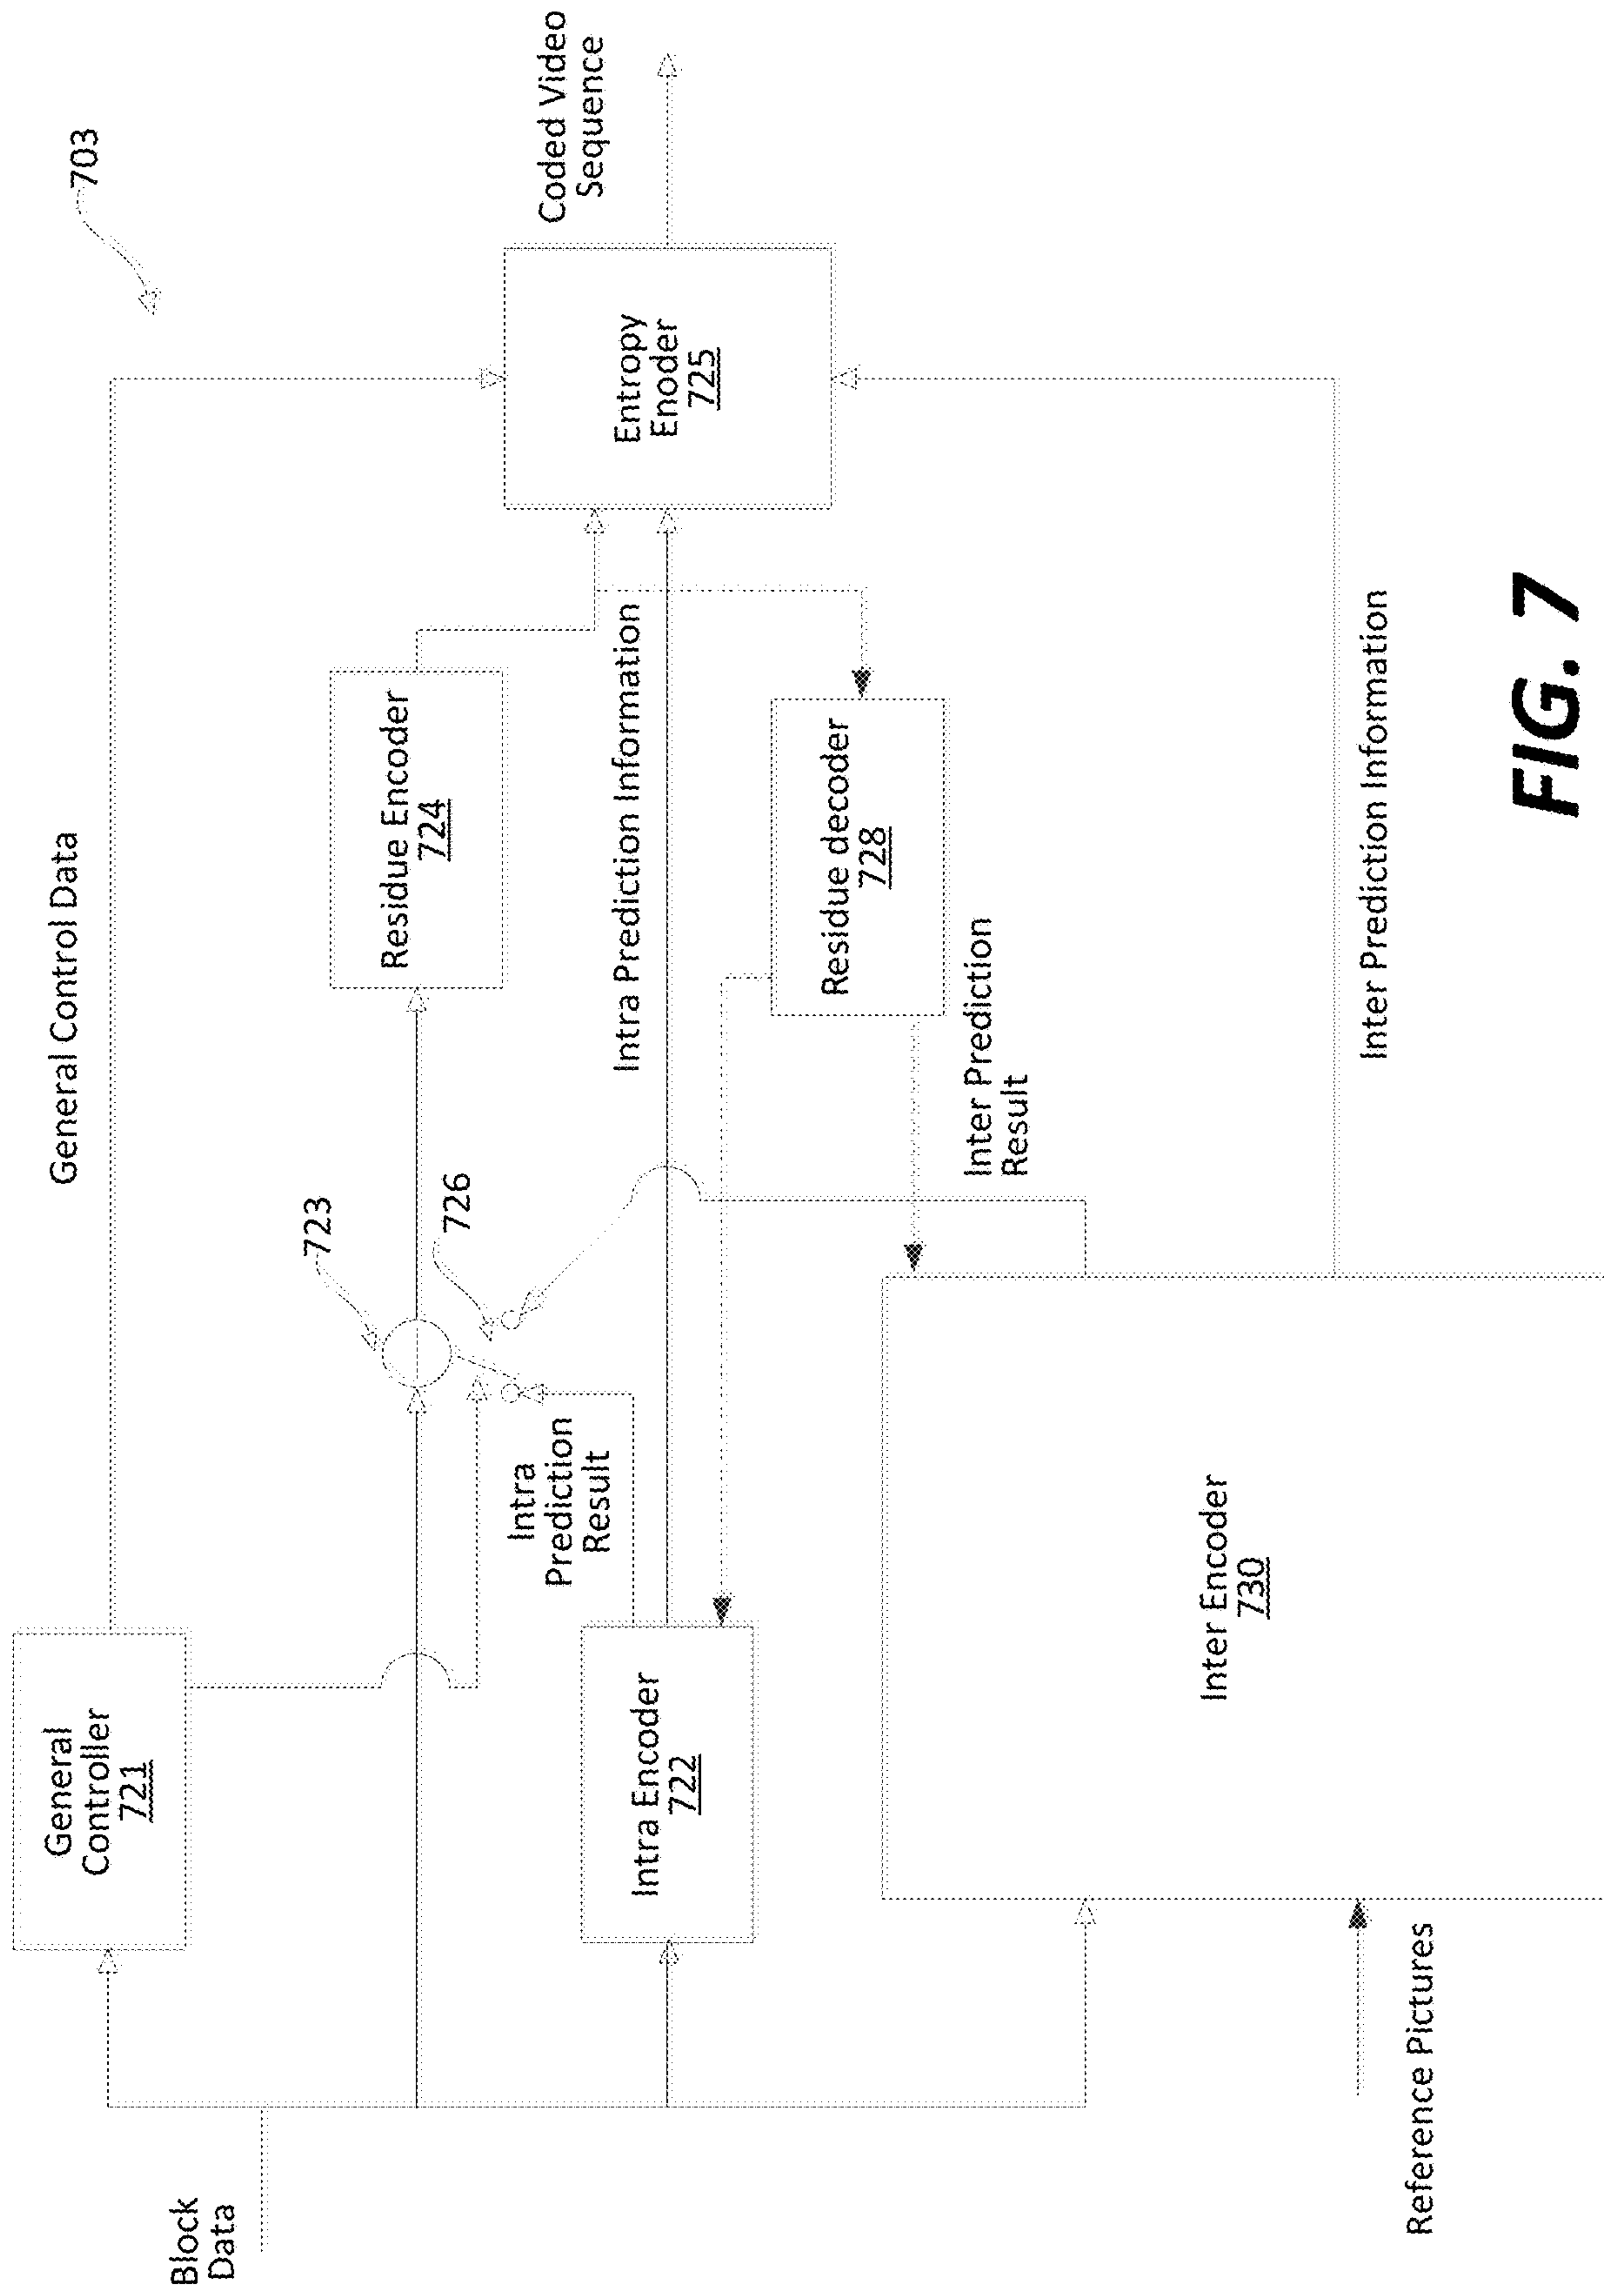 703
General Control Data
Coded Video
Sequence
General
Controller
721
Block
Data
723
726
Residue Encoder
724
Entropy
Enoder
725
Intra
Prediction
Result
Intra Prediction Information
Intra Encoder
722
Residue decoder
728
Inter Prediction
Result
Inter Encoder
730
Inter Prediction Information
Reference Pictures
FIG. 7